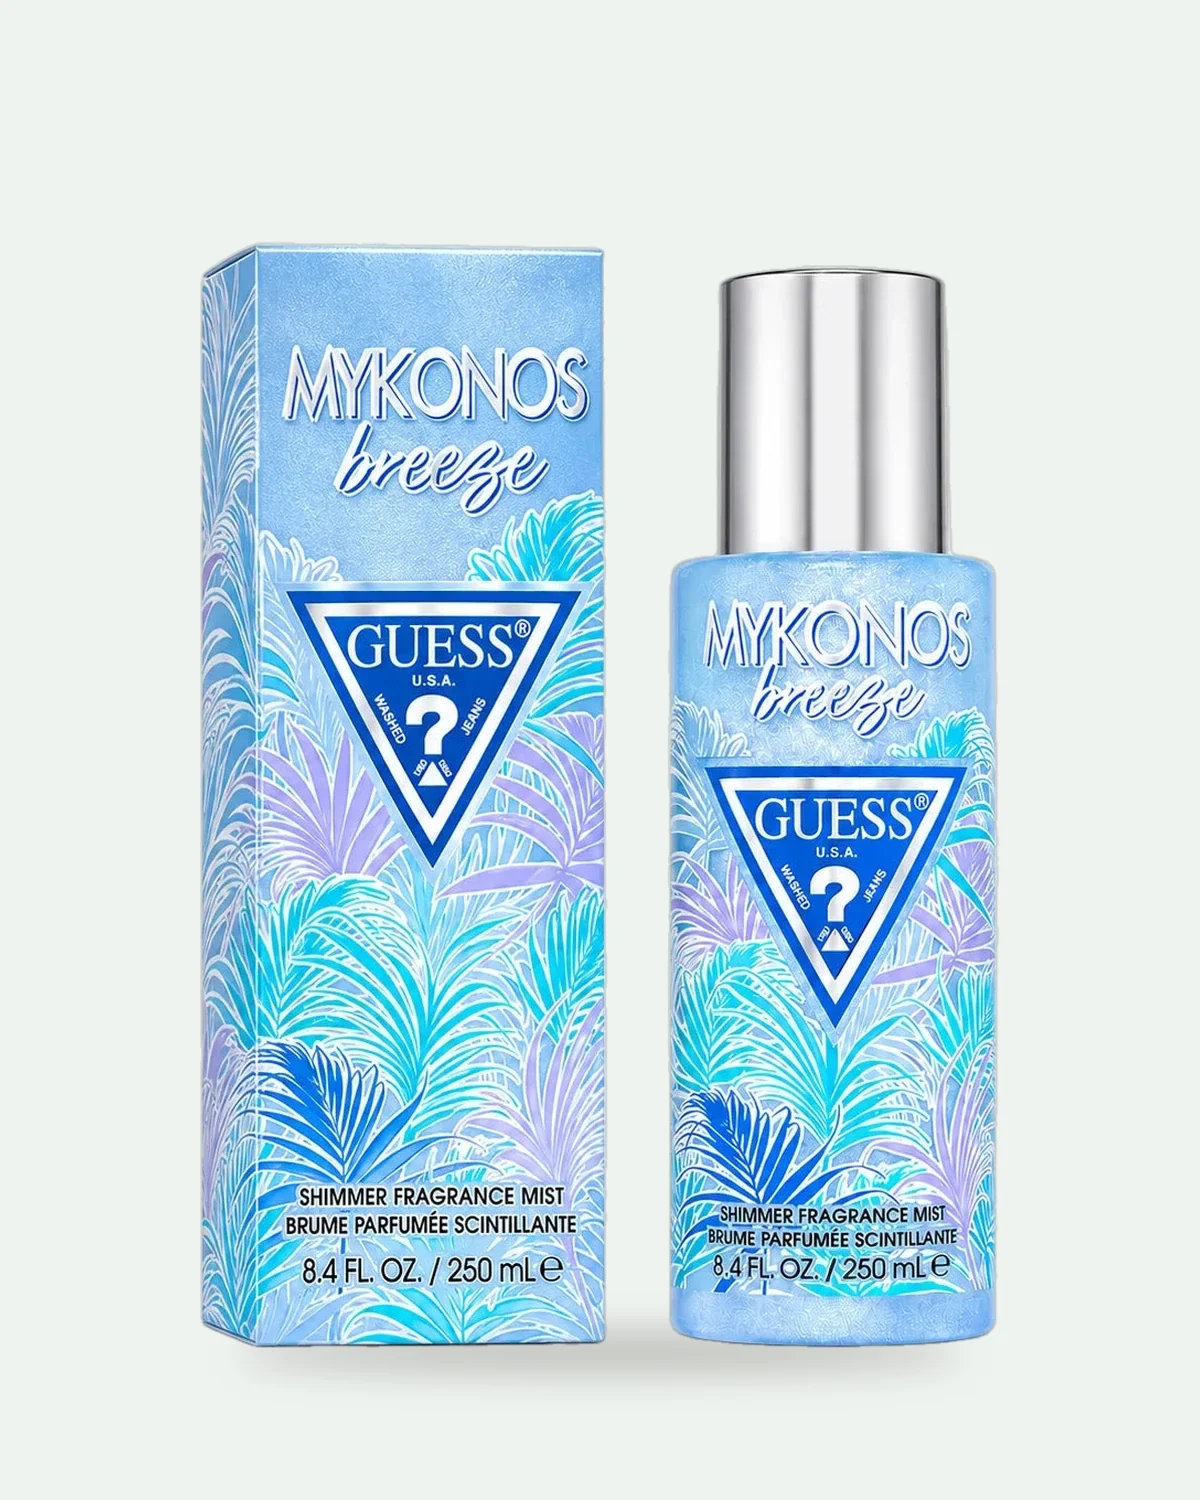 MYKONOS
breeze
GUESS®
U.S.A.
WASHED
?
JEANS
SHIMMER FRAGRANCE MIST
BRUME PARFUMÉE SCINTILLANTE
8.4 FL. OZ. / 250 mL ℮
MYKONOS
breeze
GUESS®
U.S.A.
WASHED
?
JEANS
SHIMMER FRAGRANCE MIST
BRUME PARFUMÉE SCINTILLANTE
8.4 FL. OZ. / 250 mL ℮